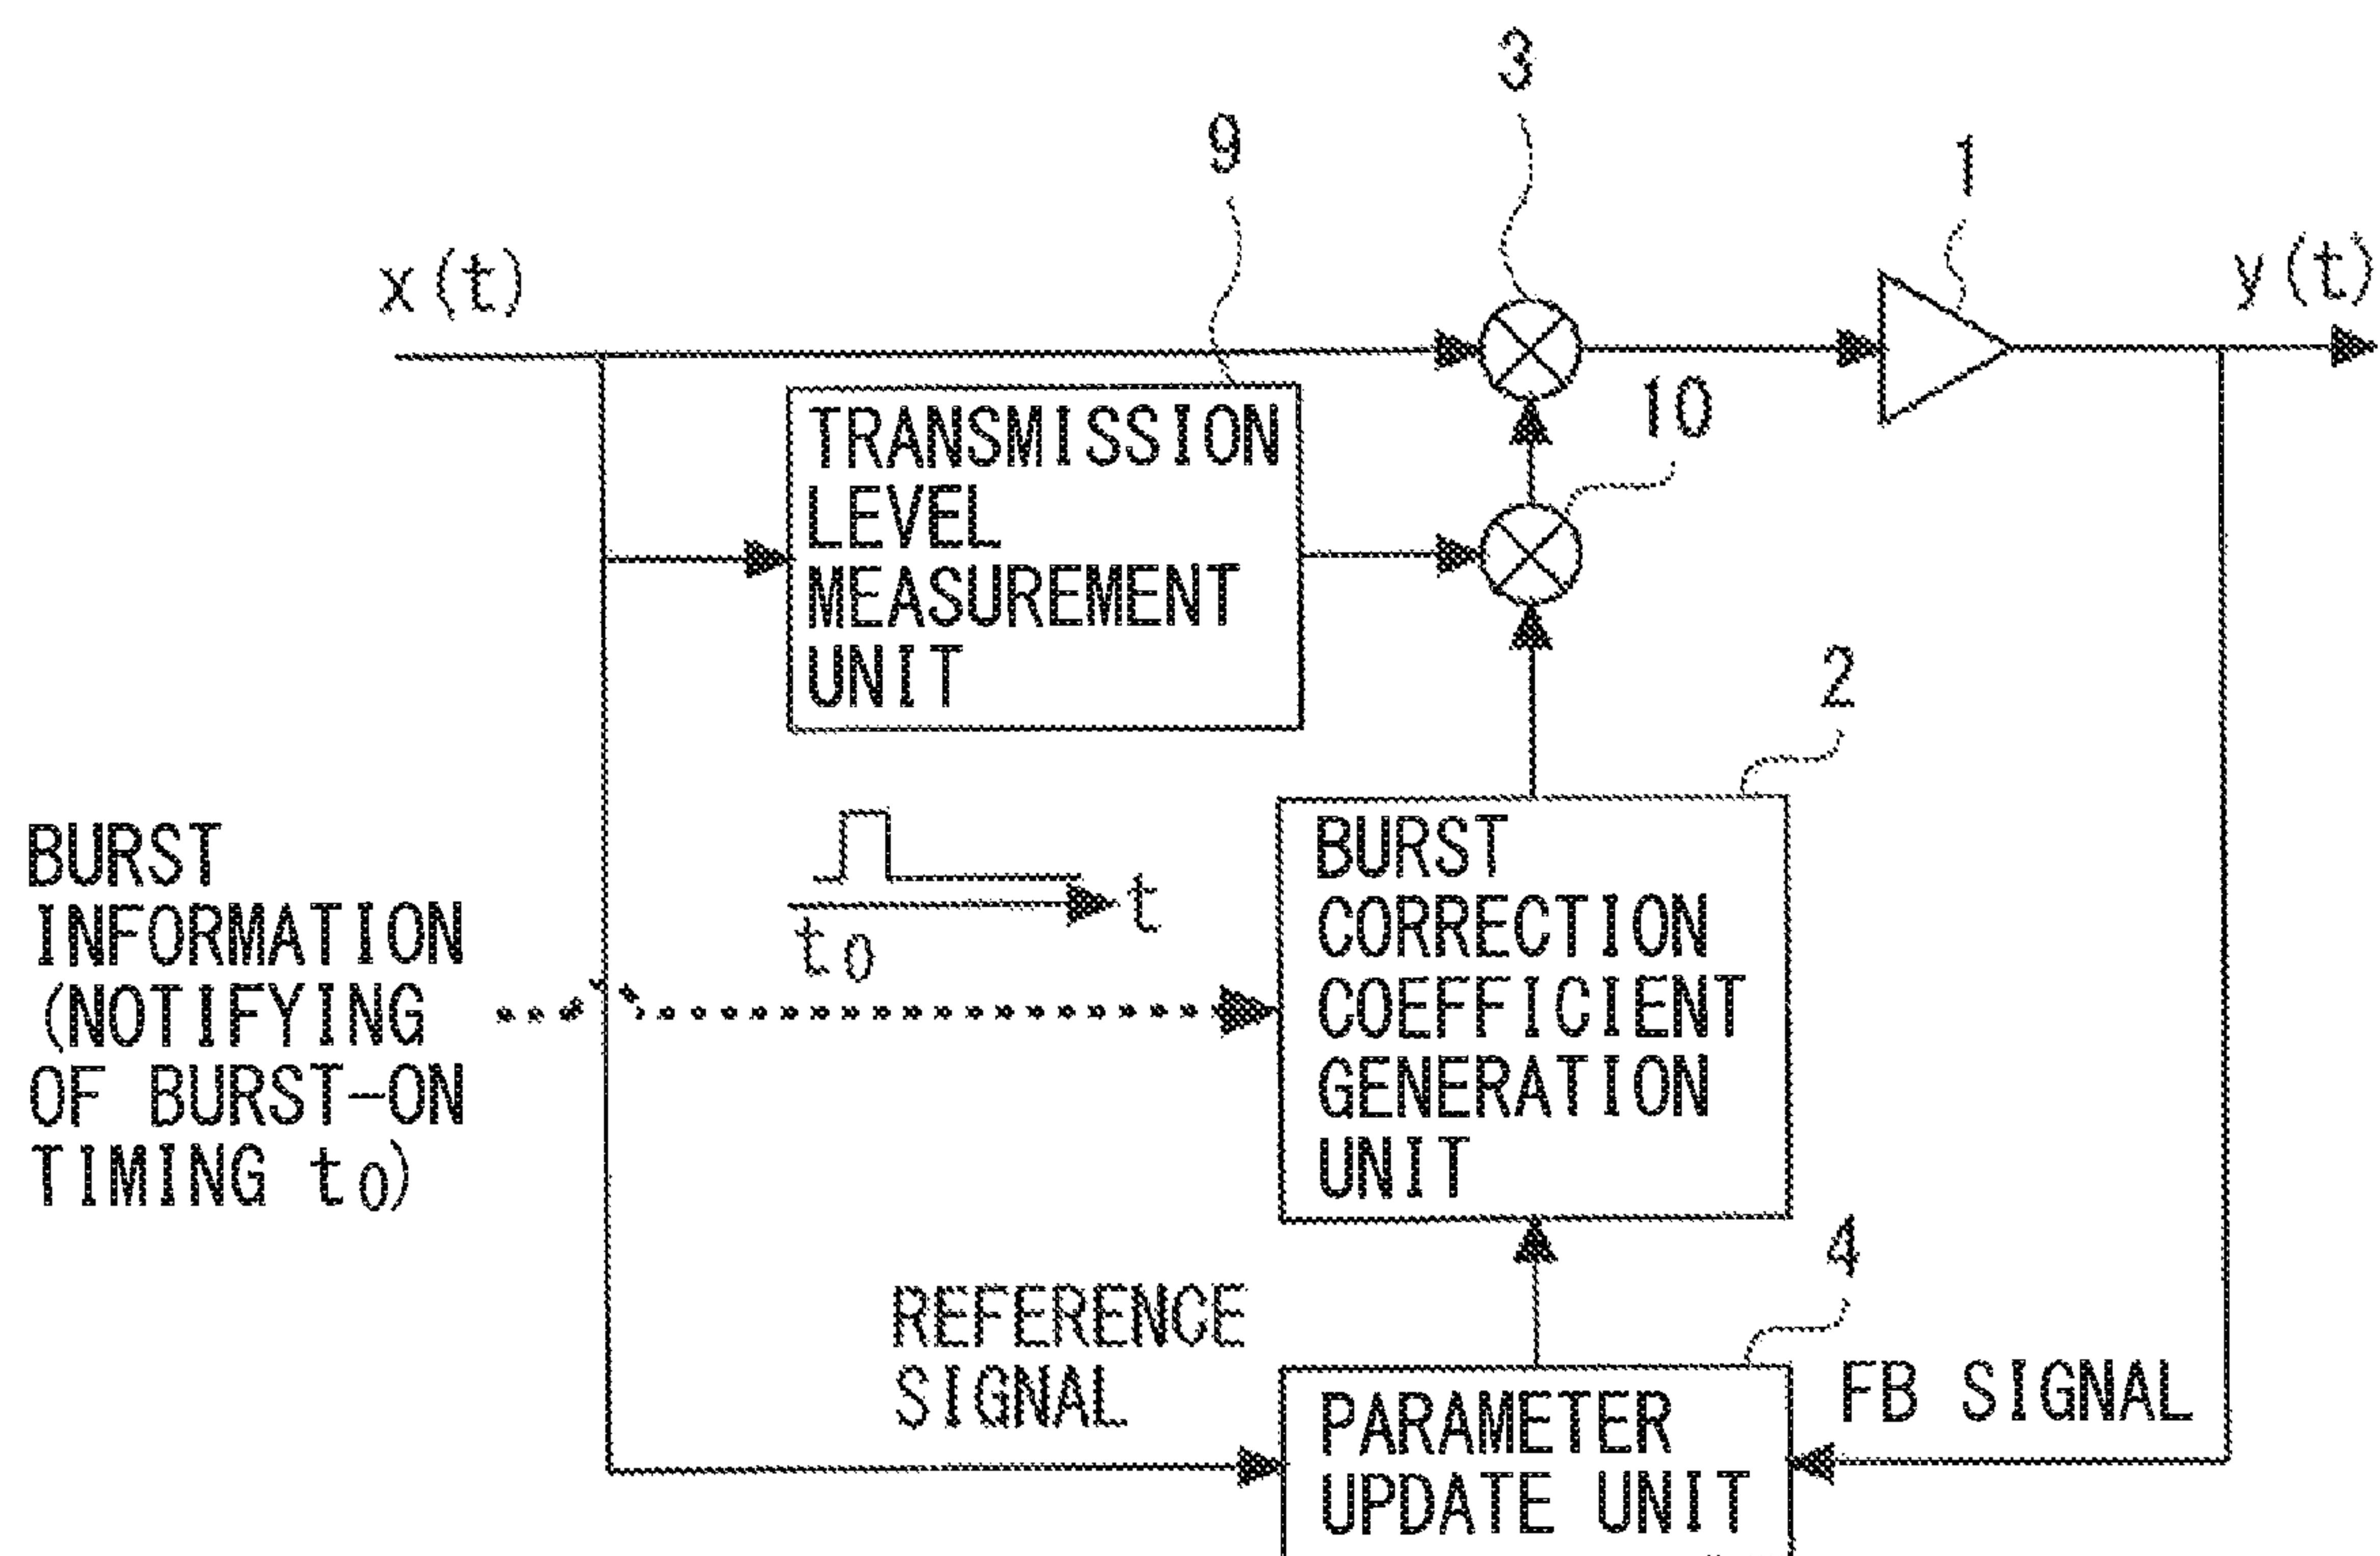 3
9
1
x(t)
y(t)
10
TRANSMISSION
LEVEL
MEASUREMENT
UNIT
2
BURST
INFORMATION
(NOTIFYING
OF BURST-ON
TIMING t0)
t
t0
BURST
CORRECTION
COEFFICIENT
GENERATION
UNIT
4
REFERENCE
SIGNAL
PARAMETER
UPDATE UNIT
FB SIGNAL